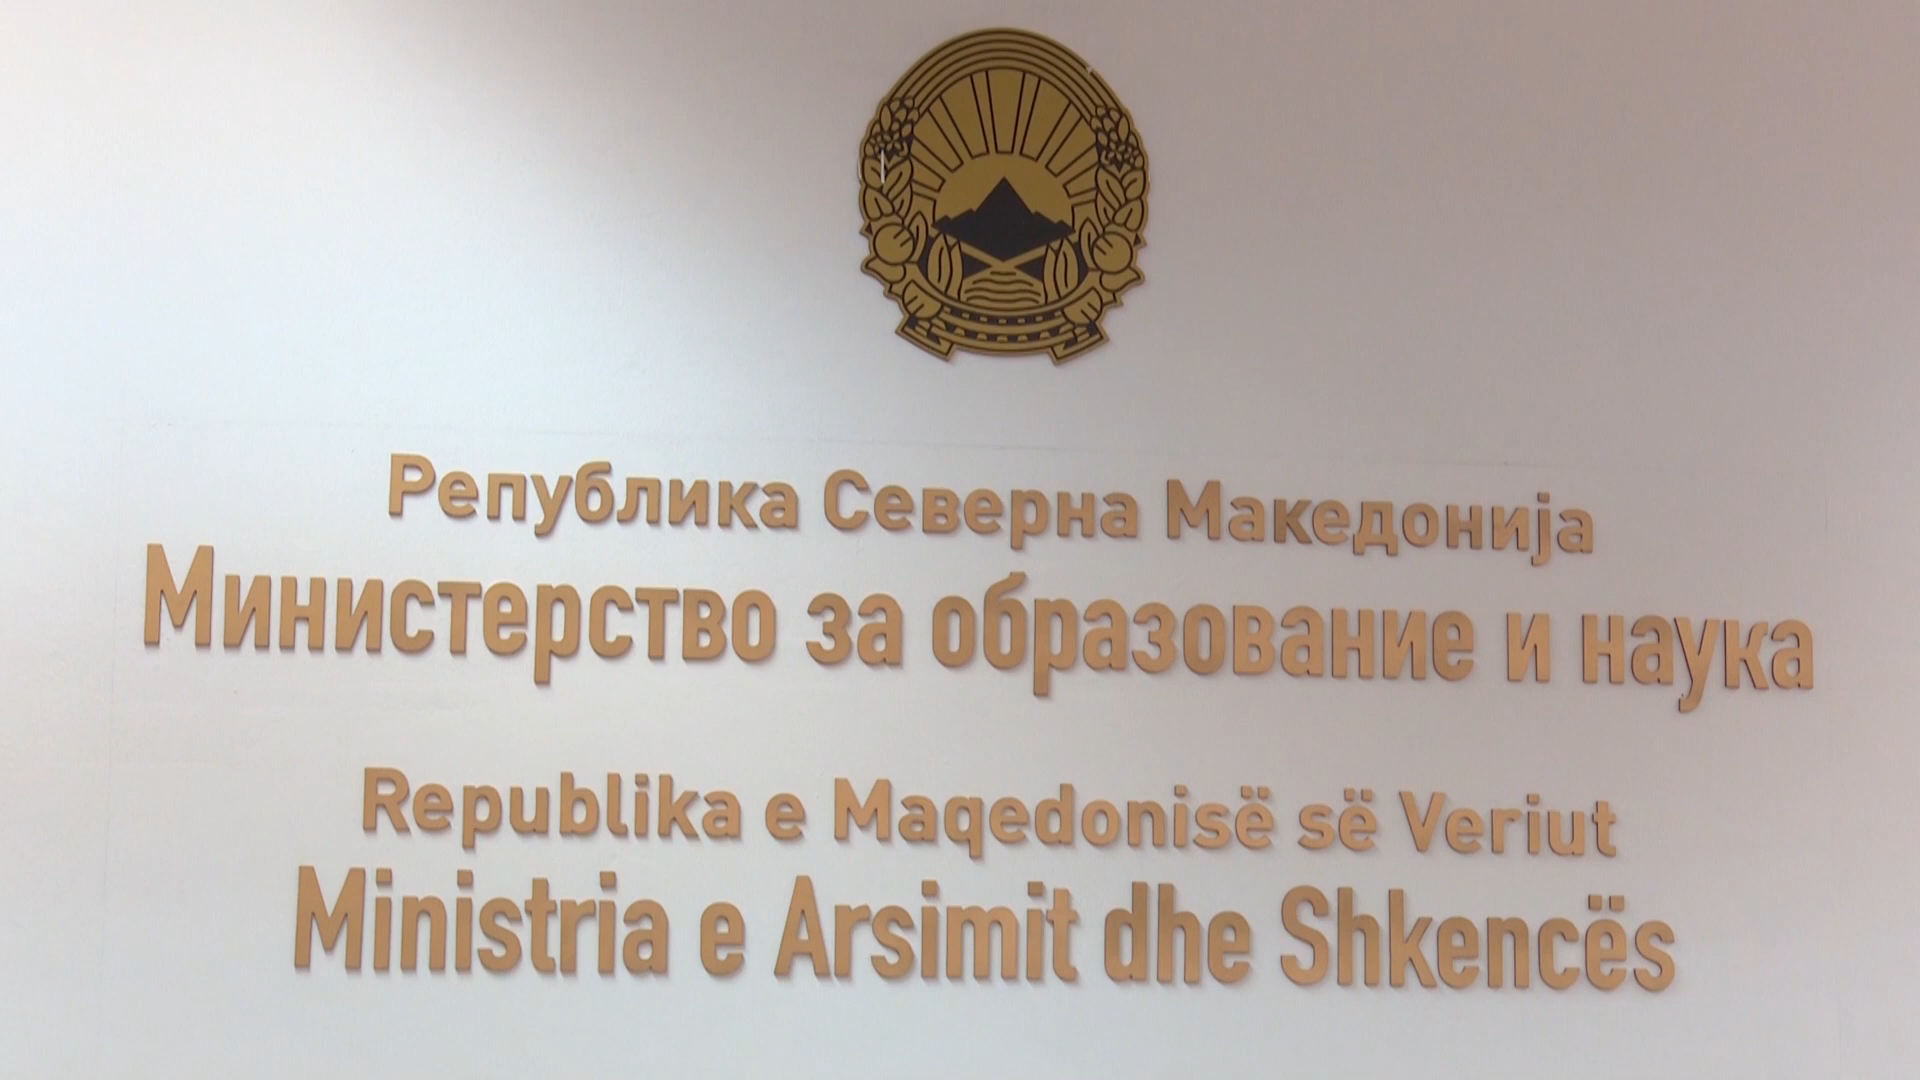 Република Северна Македонија
Министерство за образование и наука
Republika e Maqedonisë së Veriut
Ministria e Arsimit dhe Shkencës